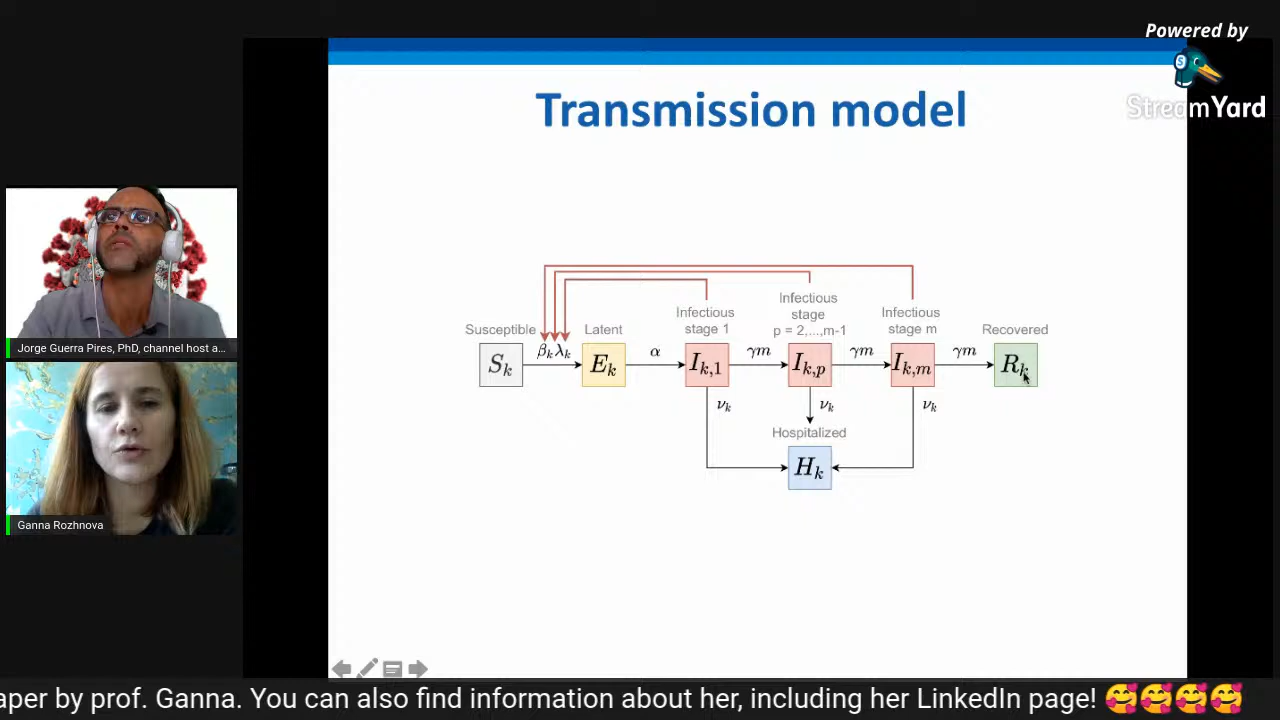 Powered by
StreamYard
Transmission model
Susceptible
Latent
Infectious
stage 1
Infectious
stage
p = 2,...,m-1
Infectious
stage m
Recovered
S_k
β_kλ_k
E_k
α
I_{k,1}
γm
I_{k,p}
γm
I_{k,m}
γm
R_k
ν_k
ν_k
ν_k
Hospitalized
H_k
Jorge Guerra Pires, PhD, channel host a...
Ganna Rozhnova
aper by prof. Ganna. You can also find information about her, including her LinkedIn page! 🥰🥰🥰🥰